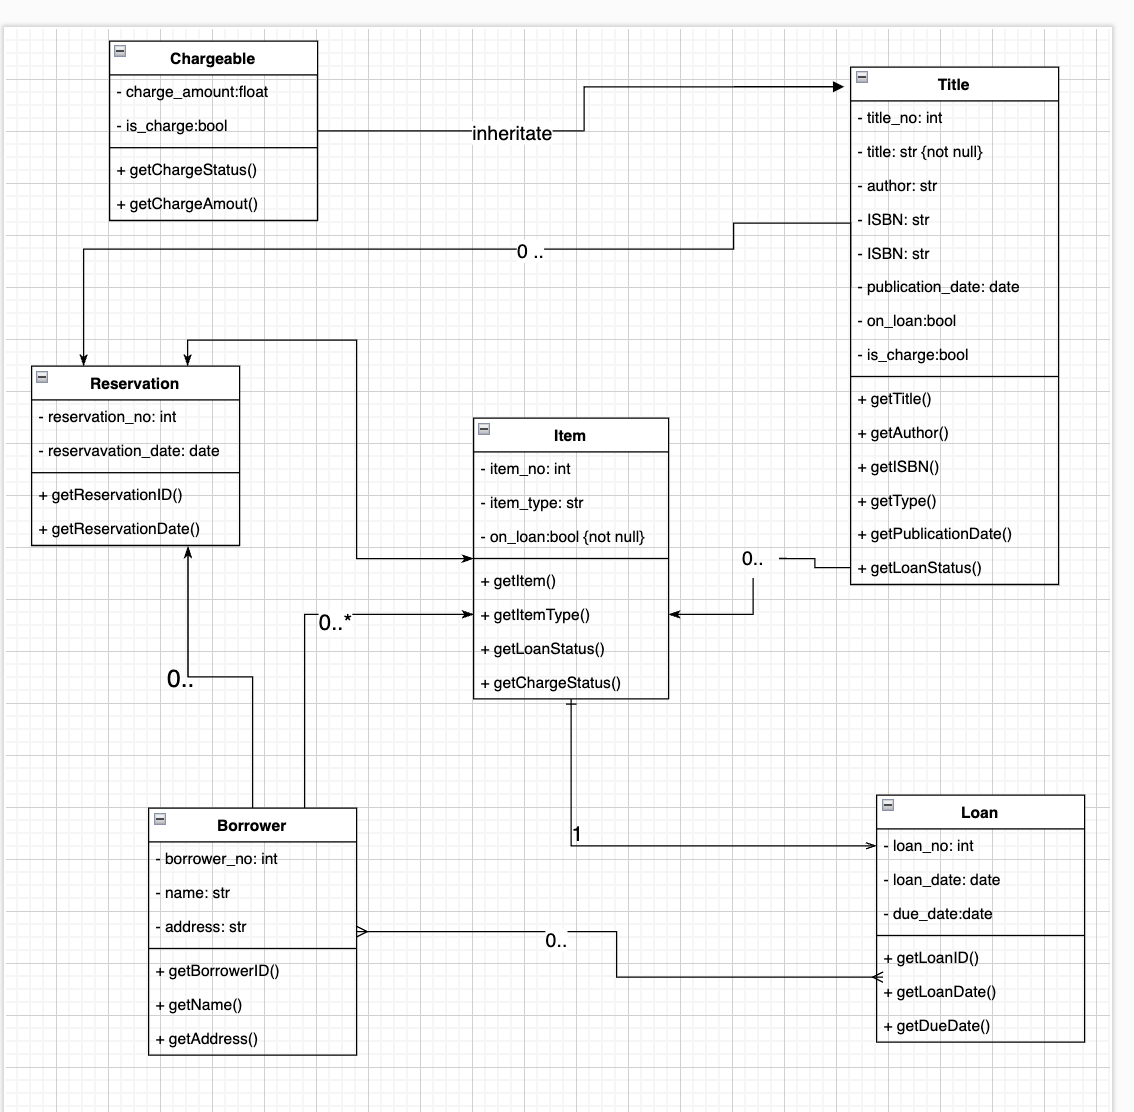 Chargeable
- charge_amount:float
- is_charge:bool
+ getChargeStatus()
+ getChargeAmout()
inheritate
Title
- title_no: int
- title: str {not null}
- author: str
- ISBN: str
- ISBN: str
- publication_date: date
- on_loan:bool
- is_charge:bool
+ getTitle()
+ getAuthor()
+ getISBN()
+ getType()
+ getPublicationDate()
+ getLoanStatus()
0 ..
Reservation
- reservation_no: int
- reservavation_date: date
+ getReservationID()
+ getReservationDate()
Item
- item_no: int
- item_type: str
- on_loan:bool {not null}
+ getItem()
+ getItemType()
+ getLoanStatus()
+ getChargeStatus()
0..
0..*
0..
1
Borrower
- borrower_no: int
- name: str
- address: str
+ getBorrowerID()
+ getName()
+ getAddress()
0..
Loan
- loan_no: int
- loan_date: date
- due_date:date
+ getLoanID()
+ getLoanDate()
+ getDueDate()